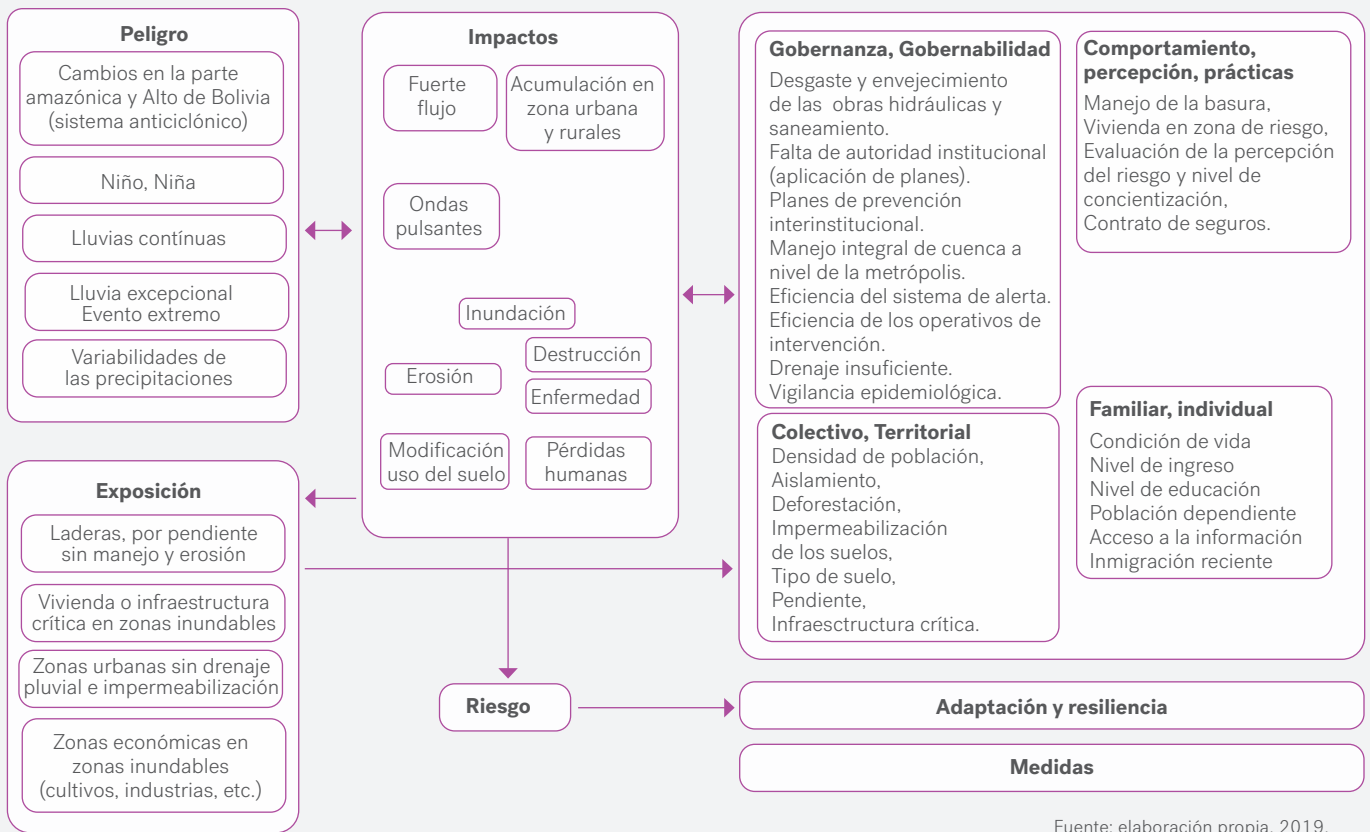 Peligro
Cambios en la parte
amazónica y Alto de Bolivia
(sistema anticiclónico)
Niño, Niña
Lluvias contínuas
Lluvia excepcional
Evento extremo
Variabilidades de
las precipitaciones
Exposición
Laderas, por pendiente
sin manejo y erosión
Vivienda o infraestructura
crítica en zonas inundables
Zonas urbanas sin drenaje
pluvial e impermeabilización
Zonas económicas en
zonas inundables
(cultivos, industrias, etc.)
Impactos
Fuerte
flujo
Acumulación en
zona urbana
y rurales
Ondas
pulsantes
Inundación
Destrucción
Erosión
Enfermedad
Modificación
uso del suelo
Pérdidas
humanas
Gobernanza, Gobernabilidad
Desgaste y envejecimiento
de las obras hidráulicas y
saneamiento.
Falta de autoridad institucional
(aplicación de planes).
Planes de prevención
interinstitucional.
Manejo integral de cuenca a
nivel de la metrópolis.
Eficiencia del sistema de alerta.
Eficiencia de los operativos de
intervención.
Drenaje insuficiente.
Vigilancia epidemiológica.
Comportamiento,
percepción, prácticas
Manejo de la basura,
Vivienda en zona de riesgo,
Evaluación de la percepción
del riesgo y nivel de
concientización,
Contrato de seguros.
Colectivo, Territorial
Densidad de población,
Aislamiento,
Deforestación,
Impermeabilización
de los suelos,
Tipo de suelo,
Pendiente,
Infraesctructura crítica.
Familiar, individual
Condición de vida
Nivel de ingreso
Nivel de educación
Población dependiente
Acceso a la información
Inmigración reciente
Riesgo
Adaptación y resiliencia
Medidas
Fuente: elaboración propia, 2019.